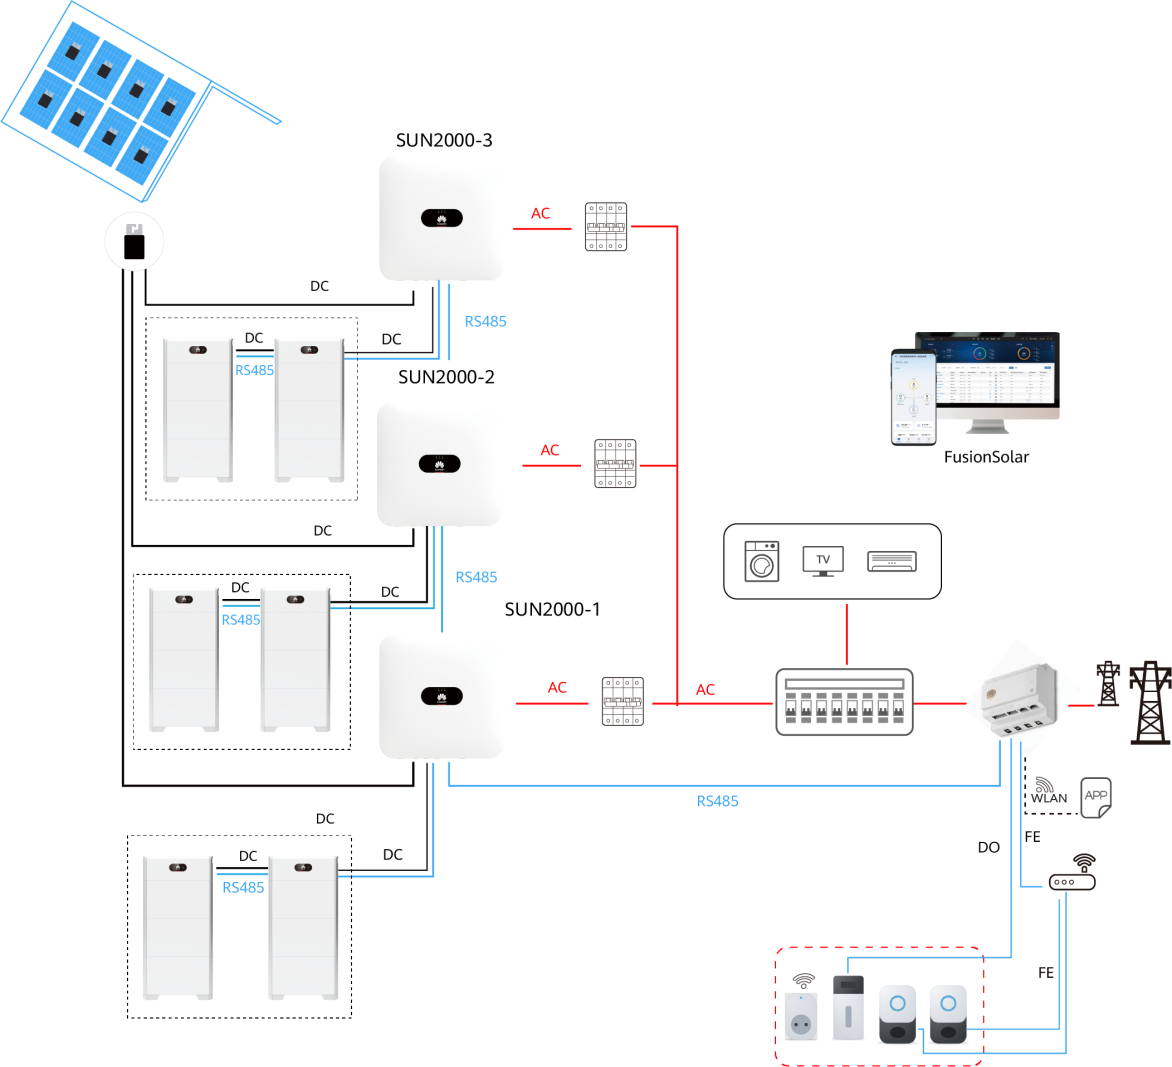 SUN2000-3
AC
DC
RS485
DC
DC
RS485
SUN2000-2
AC
FusionSolar
DC
TV
RS485
DC
DC
RS485
SUN2000-1
AC
AC
WLAN
APP
RS485
DC
FE
DO
DC
DC
RS485
FE